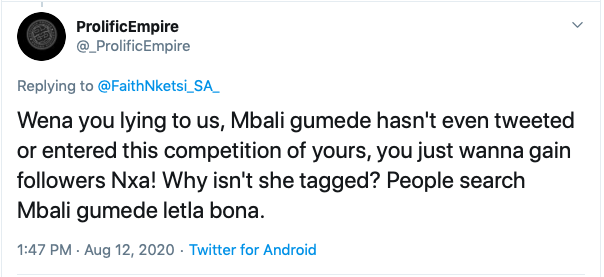 ProlificEmpire
@_ProlificEmpire
Replying to @FaithNketsi_SA_
Wena you lying to us, Mbali gumede hasn't even tweeted
or entered this competition of yours, you just wanna gain
followers Nxa! Why isn't she tagged? People search
Mbali gumede letla bona.
1:47 PM · Aug 12, 2020 · Twitter for Android